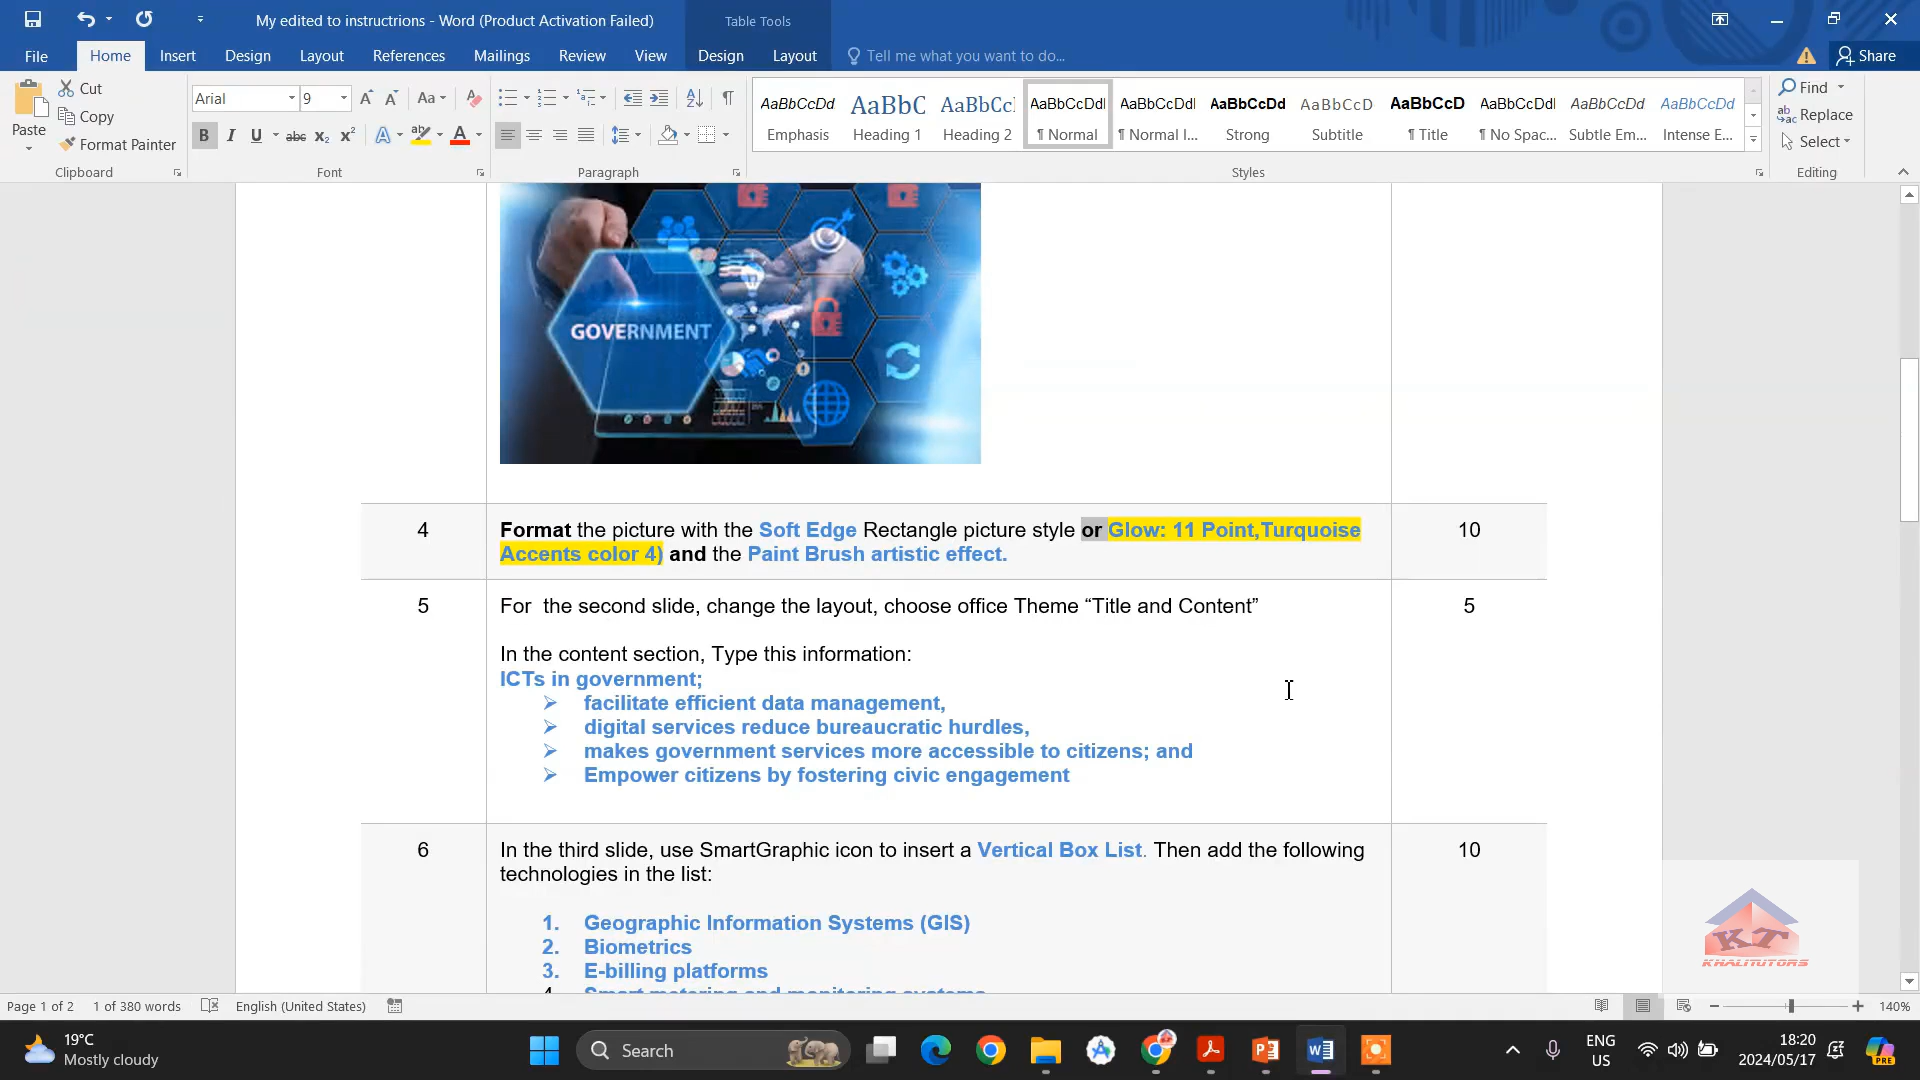 My edited to instructrions - Word (Product Activation Failed)
Table Tools
File
Home
Insert
Design
Layout
References
Mailings
Review
View
Design
Layout
Tell me what you want to do...
Share
Paste
Cut
Copy
Format Painter
Clipboard
Arial
9
Font
Paragraph
AaBbCcDd
AaBbC
AaBbCcl
AaBbCcDdl
AaBbCcDdl
AaBbCcDd
AaBbCcD
AaBbCcD
AaBbCcDdl
AaBbCcDd
AaBbCcDd
Emphasis
Heading 1
Heading 2
¶ Normal
¶ Normal I...
Strong
Subtitle
¶ Title
¶ No Spac...
Subtle Em...
Intense E...
Styles
Find
Replace
Select
Editing
GOVERNMENT
4
Format the picture with the Soft Edge Rectangle picture style or Glow: 11 Point,Turquoise
Accents color 4) and the Paint Brush artistic effect.
10
5
For the second slide, change the layout, choose office Theme “Title and Content”
5
In the content section, Type this information:
ICTs in government;
➢ facilitate efficient data management,
➢ digital services reduce bureaucratic hurdles,
➢ makes government services more accessible to citizens; and
➢ Empower citizens by fostering civic engagement
6
In the third slide, use SmartGraphic icon to insert a Vertical Box List. Then add the following
technologies in the list:
10
1. Geographic Information Systems (GIS)
2. Biometrics
3. E-billing platforms
4. Smart metering and monitoring systems
KT
KHALITUTORS
Page 1 of 2
1 of 380 words
English (United States)
140%
19°C
Mostly cloudy
Search
ENG
US
18:20
2024/05/17